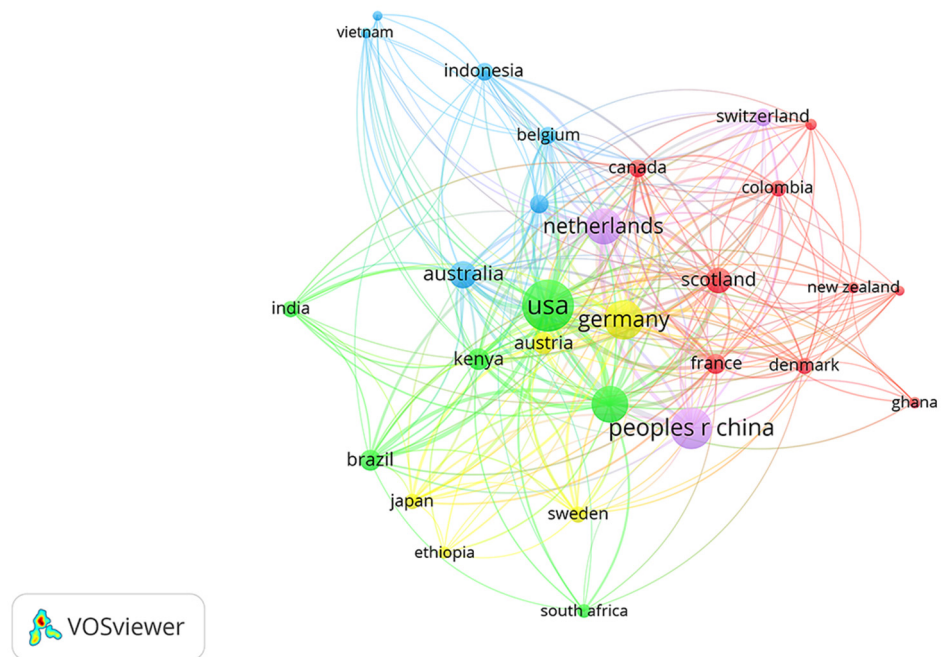 vietnam
indonesia
switzerland
belgium
canada
colombia
netherlands
australia
scotland
new zealand
india
usa
germany
austria
kenya
france
denmark
ghana
peoples r china
brazil
japan
sweden
ethiopia
south africa
VOSviewer